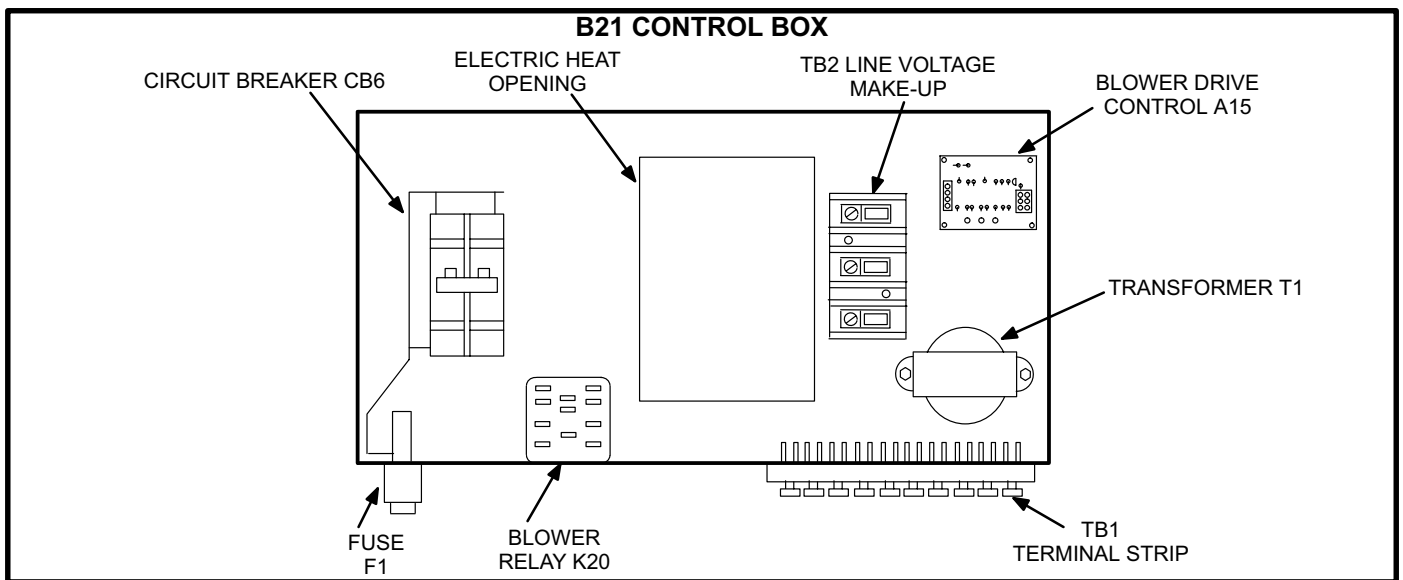 B21 CONTROL BOX
CIRCUIT BREAKER CB6
ELECTRIC HEAT
OPENING
TB2 LINE VOLTAGE
MAKE-UP
BLOWER DRIVE
CONTROL A15
TRANSFORMER T1
FUSE
F1
BLOWER
RELAY K20
TB1
TERMINAL STRIP